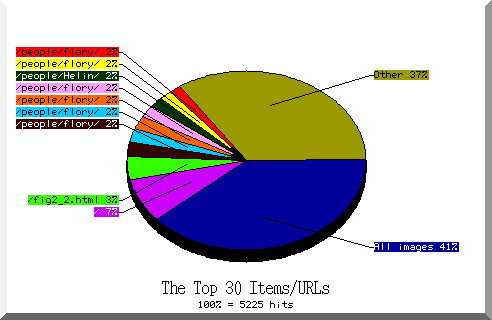 /people/flory/ 2%
/people/flory/ 2%
/people/Helin/ 2%
/people/flory/ 2%
/people/flory/ 2%
/people/flory/ 2%
/people/flory/ 2%
Other 37%
/fig2_2.html 3%
/ 7%
All images 41%
The Top 30 Items/URLs
100% = 5225 hits